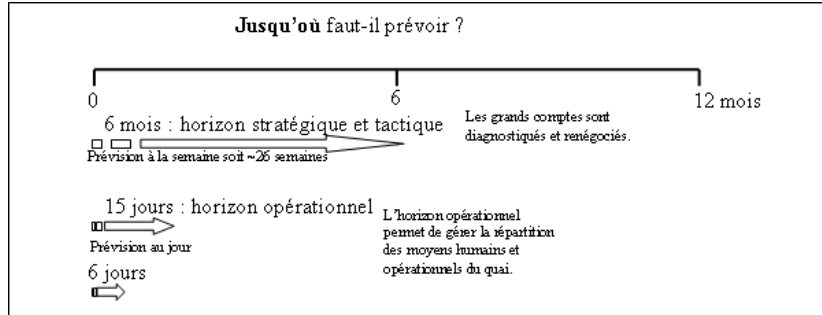 Jusqu'où faut-il prévoir ?
0
6
12 mois
6 mois : horizon stratégique et tactique
Prévision à la semaine soit ~26 semaines
Les grands comptes sont
diagnostiqués et renégociés.
15 jours : horizon opérationnel
Prévision au jour
L'horizon opérationnel
permet de gérer la répartition
des moyens humains et
opérationnels du quai.
6 jours